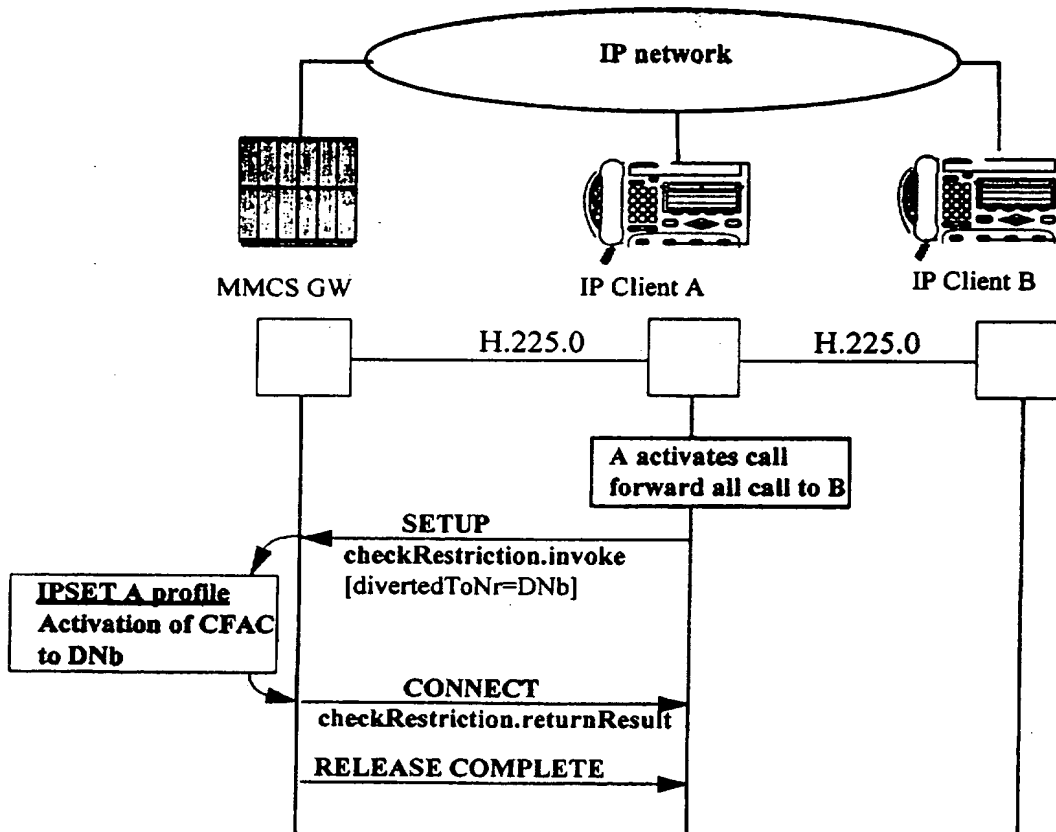 IP network
MMCS GW
IP Client A
IP Client B
H.225.0
H.225.0
A activates call
forward all call to B
SETUP
checkRestriction.invoke
[divertedToNr=DNb]
IPSET A profile
Activation of CFAC
to DNb
CONNECT
checkRestriction.returnResult
RELEASE COMPLETE